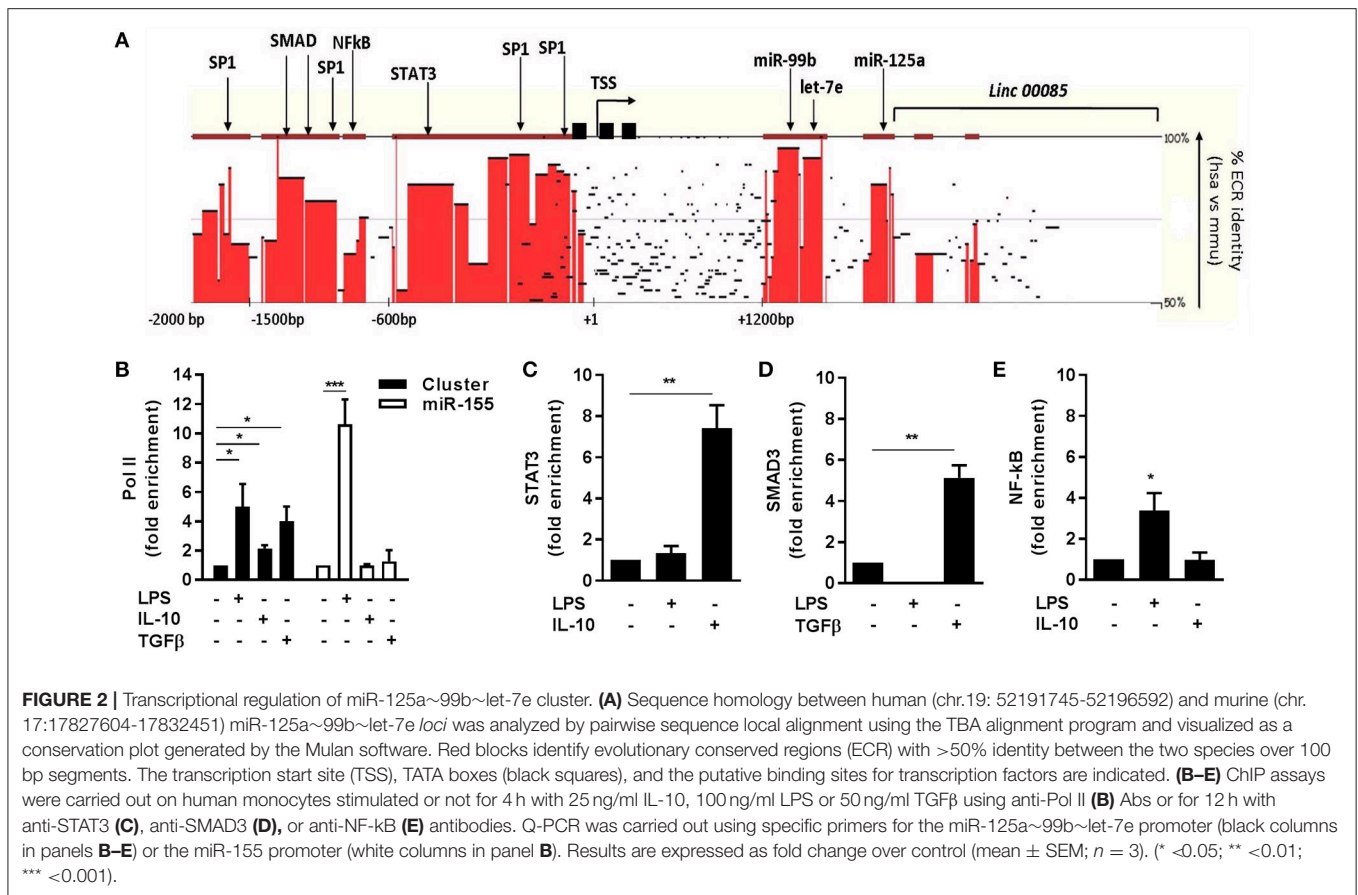 A
SP1
SMAD
SP1
NFkB
STAT3
SP1
SP1
TSS
miR-99b
let-7e
miR-125a
Linc 00085
100%
50%
% ECR identity
(hsa vs mmu)
-2000 bp
-1500bp
-600bp
+1
+1200bp
B
14
12
10
8
6
4
2
0
Pol II
(fold enrichment)
*
*
*
***
Cluster
miR-155
LPS - + - - - + - -
IL-10 - - + - - - + -
TGFβ - - - + - - - +
C
10
8
6
4
2
0
STAT3
(fold enrichment)
**
LPS - + -
IL-10 - - +
D
10
8
6
4
2
0
SMAD3
(fold enrichment)
**
LPS - + -
TGFβ - - +
E
10
8
6
4
2
0
NF-kB
(fold enrichment)
*
LPS - + -
IL-10 - - +
FIGURE 2 | Transcriptional regulation of miR-125a~99b~let-7e cluster. (A) Sequence homology between human (chr.19: 52191745-52196592) and murine (chr.
17:17827604-17832451) miR-125a~99b~let-7e loci was analyzed by pairwise sequence local alignment using the TBA alignment program and visualized as a
conservation plot generated by the Mulan software. Red blocks identify evolutionary conserved regions (ECR) with >50% identity between the two species over 100
bp segments. The transcription start site (TSS), TATA boxes (black squares), and the putative binding sites for transcription factors are indicated. (B–E) ChIP assays
were carried out on human monocytes stimulated or not for 4 h with 25 ng/ml IL-10, 100 ng/ml LPS or 50 ng/ml TGFβ using anti-Pol II (B) Abs or for 12 h with
anti-STAT3 (C), anti-SMAD3 (D), or anti-NF-kB (E) antibodies. Q-PCR was carried out using specific primers for the miR-125a~99b~let-7e promoter (black columns
in panels B–E) or the miR-155 promoter (white columns in panel B). Results are expressed as fold change over control (mean ± SEM; n = 3). (* <0.05; ** <0.01;
*** <0.001).